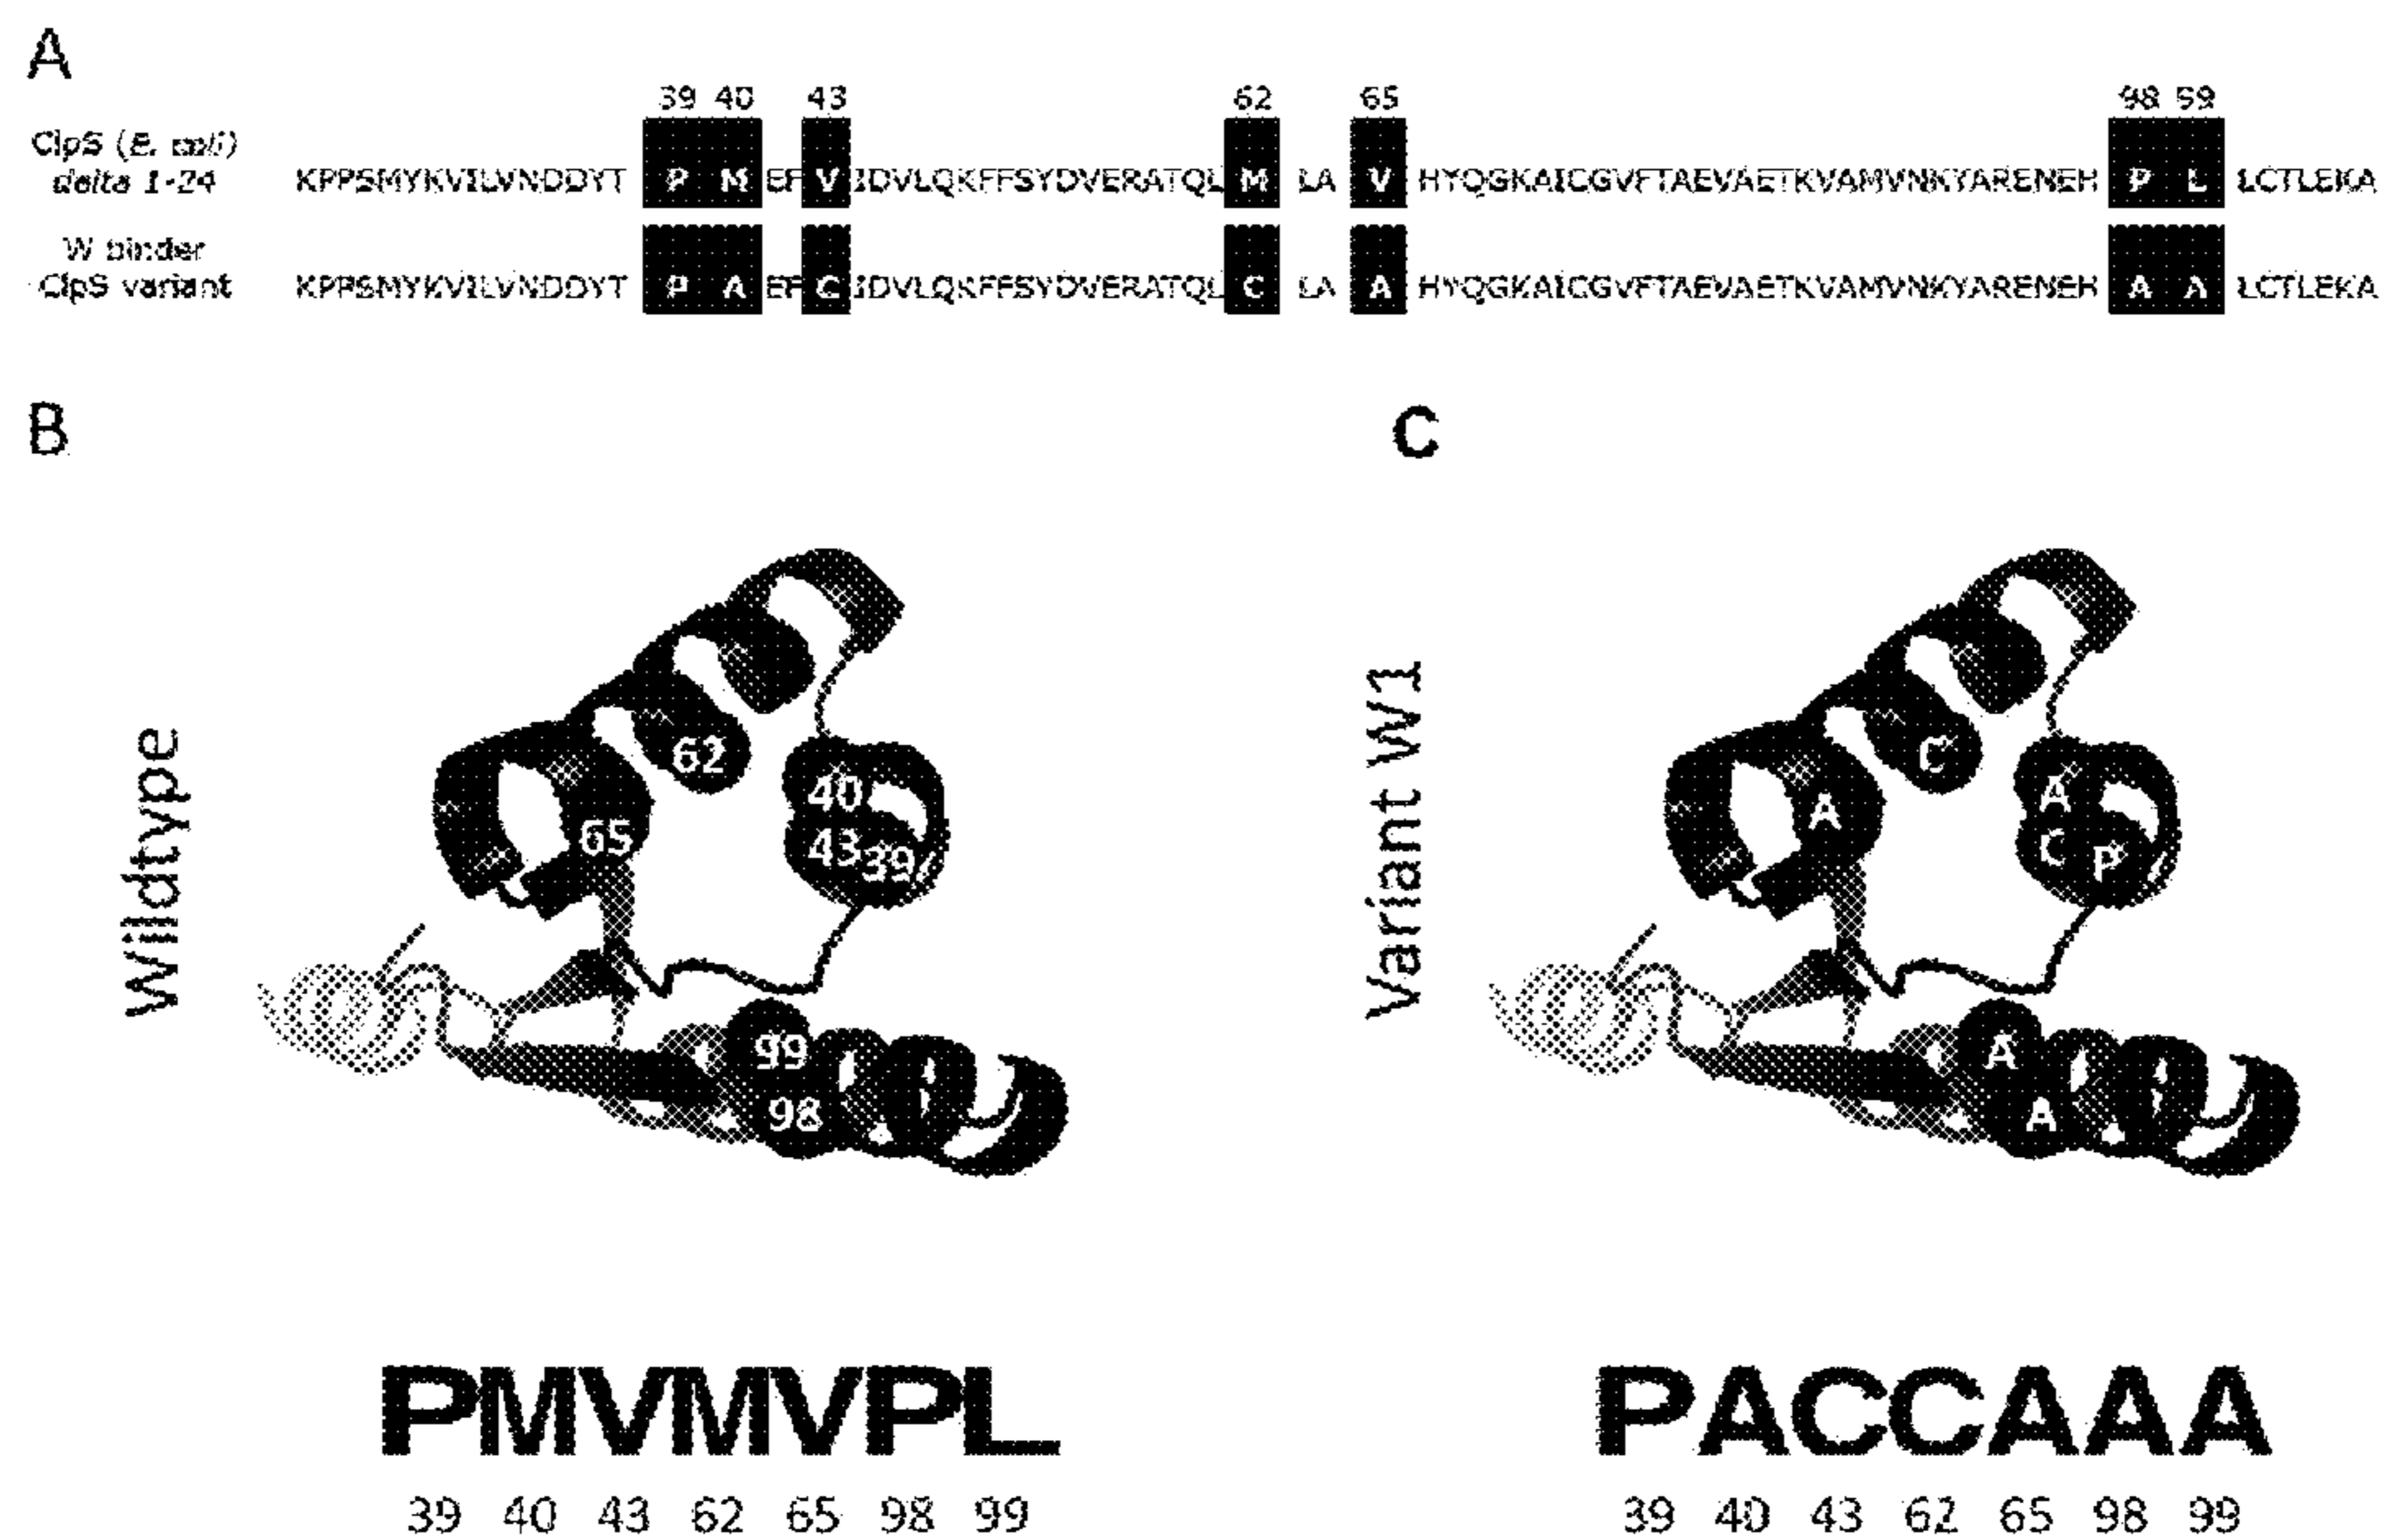 A
39 40 43 62 65 98 99
ClpS (E. coli)
delta 1-24
KPPSMYKVILVNDDYT P M EF V IDVLQKFFSYDVERATQL M LA V HYQGKAICGVFTAEVAETKVAMVNKYARENEH P L LCTLEKA
W binder
ClpS variant
KPPSMYKVILVNDDYT P A EF C IDVLQKFFSYDVERATQL C LA A HYQGKAICGVFTAEVAETKVAMVNKYARENEH A A LCTLEKA
B
Wildtype
62
40
65
43
39
99
98
PMVMVPL
39 40 43 62 65 98 99
C
Variant W1
C
A
A
C
P
A
A
PACCAAA
39 40 43 62 65 98 99